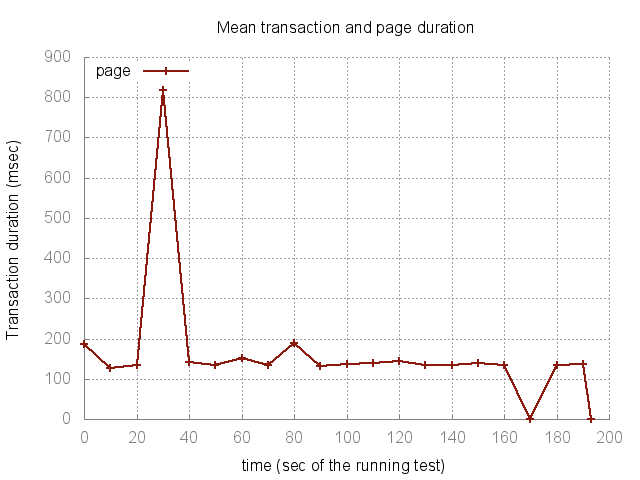 Mean transaction and page duration
page
900
800
700
600
500
400
300
200
100
0
Transaction duration (msec)
0 20 40 60 80 100 120 140 160 180 200
time (sec of the running test)